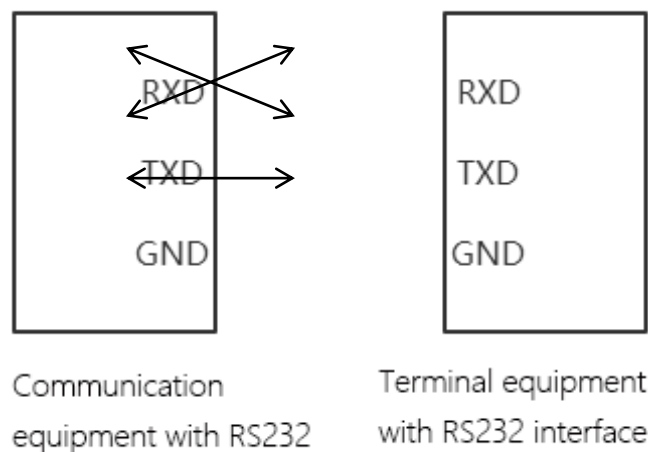 RXD
TXD
GND
RXD
TXD
GND
Communication
equipment with RS232
Terminal equipment
with RS232 interface